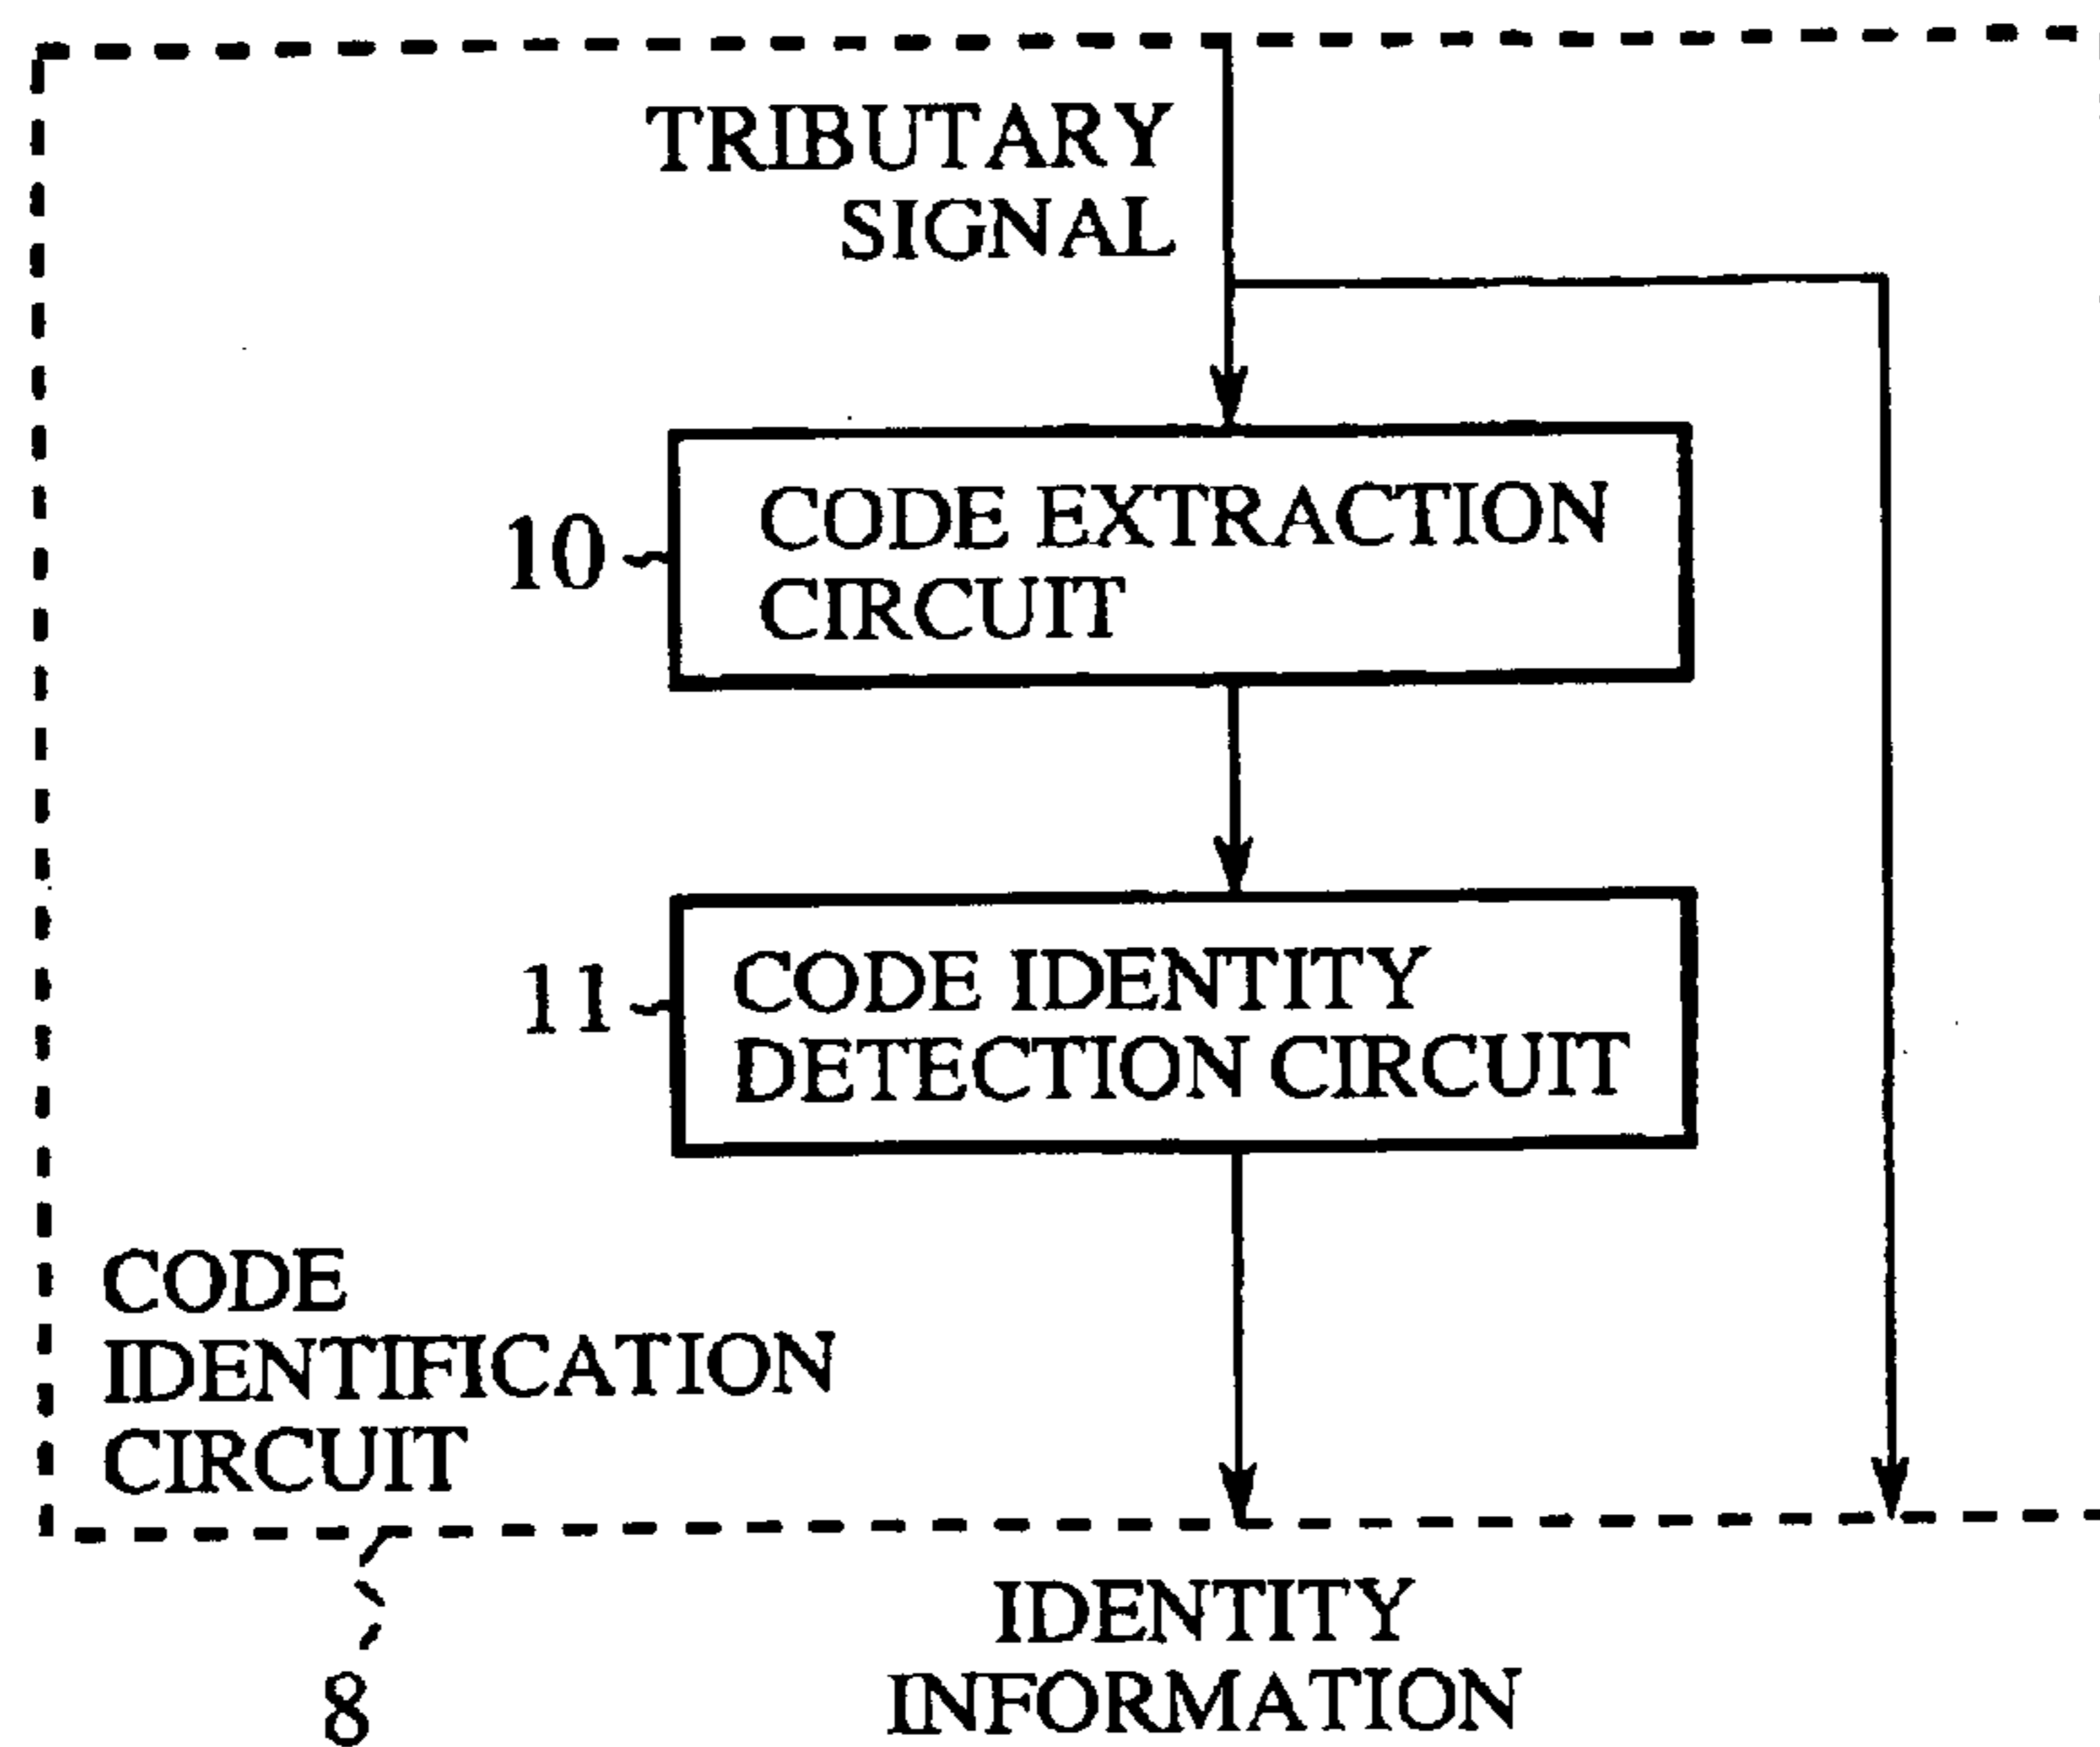 TRIBUTARY
SIGNAL
10
CODE EXTRACTION
CIRCUIT
11
CODE IDENTITY
DETECTION CIRCUIT
CODE
IDENTIFICATION
CIRCUIT
8
IDENTITY
INFORMATION